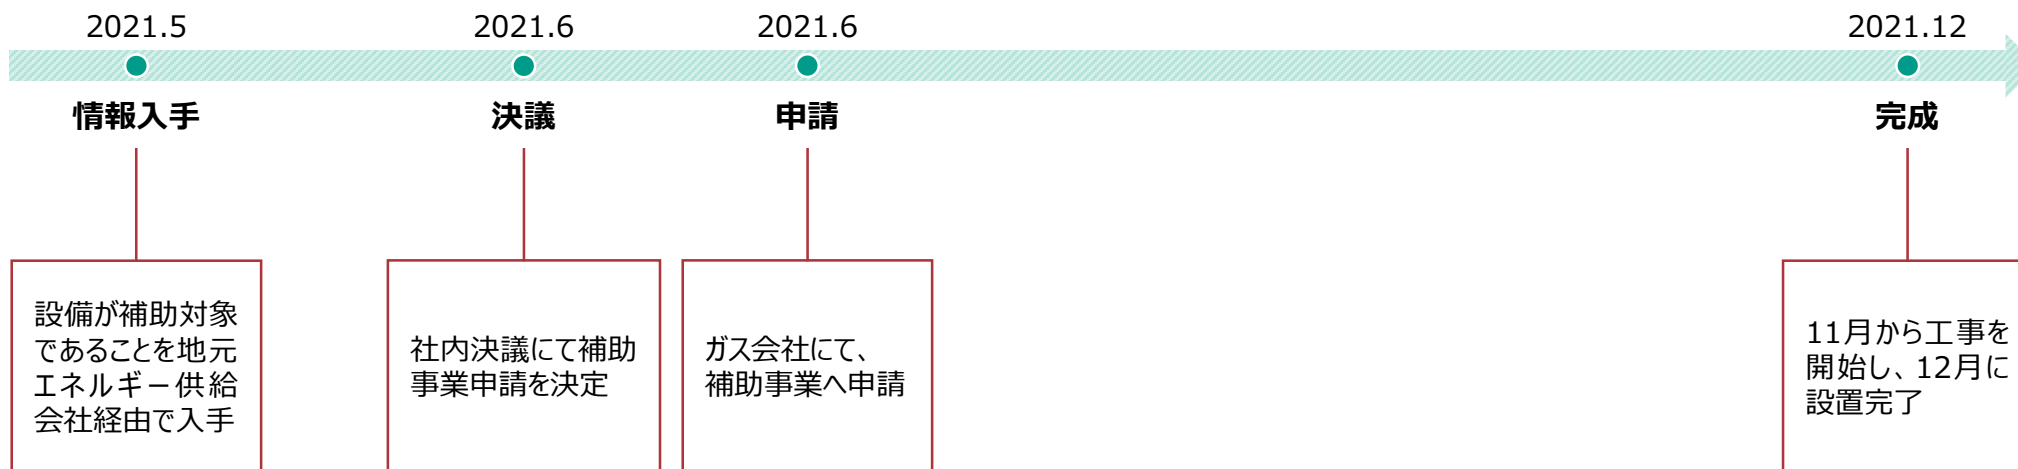 2021.5
2021.6
2021.6
2021.12
情報入手
決議
申請
完成
設備が補助対象
であることを地元
エネルギー供給
会社経由で入手
社内決議にて補助
事業申請を決定
ガス会社にて、
補助事業へ申請
11月から工事を
開始し、12月に
設置完了